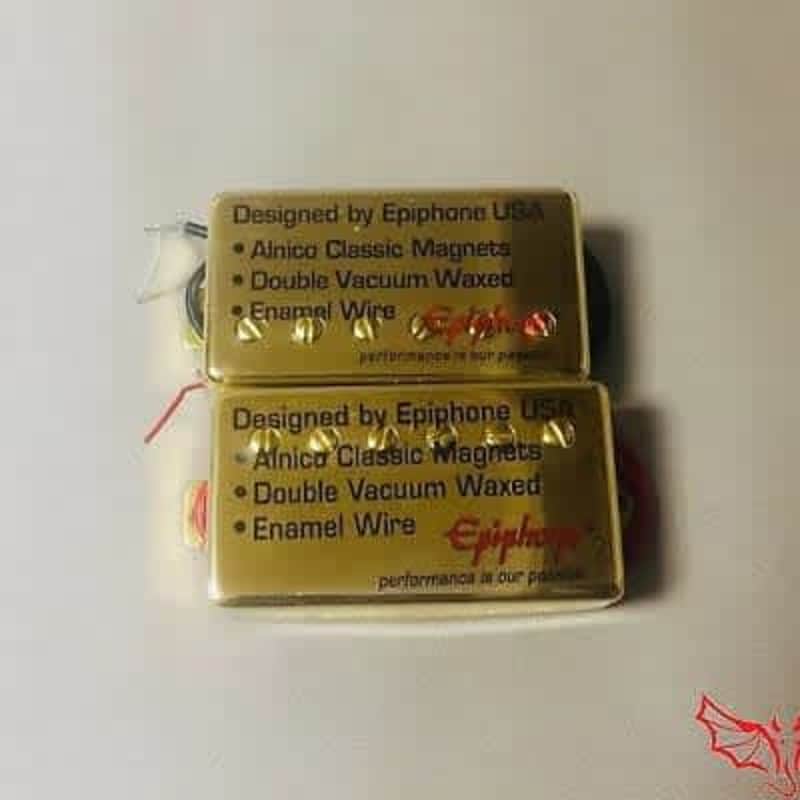 Designed by Epiphone USA
• Alnico Classic Magnets
• Double Vacuum Waxed
• Enamel Wire
Epiphone
performance is our passion
Designed by Epiphone USA
• Alnico Classic Magnets
• Double Vacuum Waxed
• Enamel Wire
Epiphone
performance is our passion